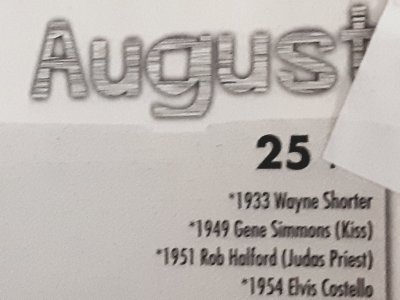 August
25
*1933 Wayne Shorter
*1949 Gene Simmons (Kiss)
*1951 Rob Halford (Judas Priest)
*1954 Elvis Costello